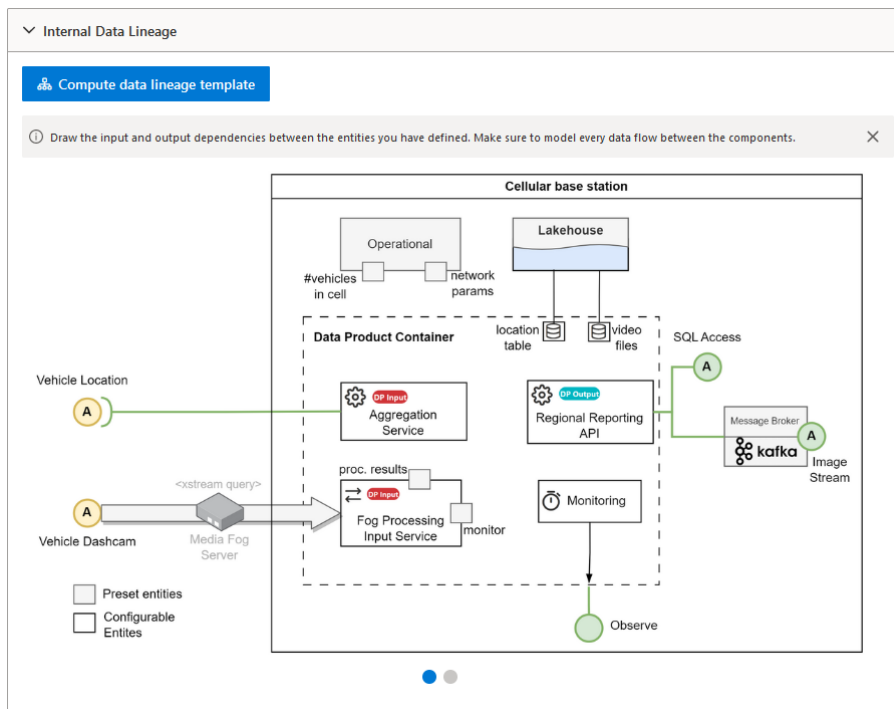 Internal Data Lineage
Compute data lineage template
Draw the input and output dependencies between the entities you have defined. Make sure to model every data flow between the components.
Cellular base station
Operational
Lakehouse
#vehicles
in cell
network
params
Data Product Container
location
table
video
files
SQL Access
Vehicle Location
A
A
DP Input
Aggregation
Service
DP Output
Regional Reporting
API
Message Broker
kafka
A
Image
Stream
proc. results
<xstream query>
A
DP Input
Fog Processing
Input Service
monitor
Monitoring
Vehicle Dashcam
Media Fog
Server
Preset entities
Configurable
Entites
Observe